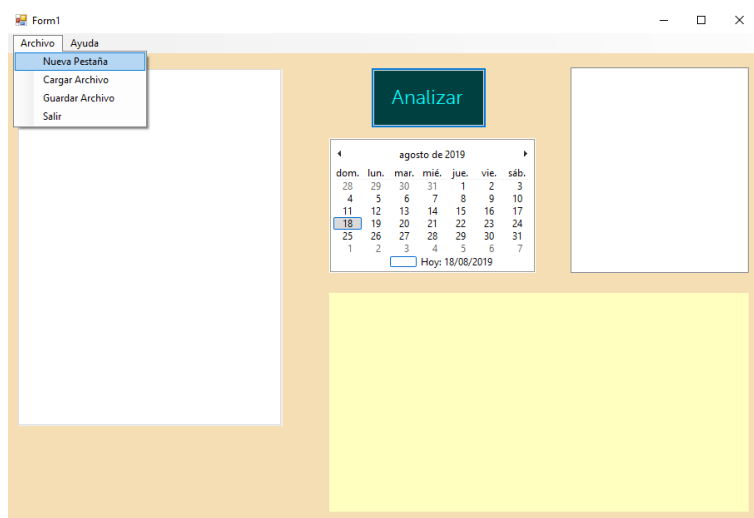 Form1
Archivo Ayuda
Nueva Pestaña
Cargar Archivo
Guardar Archivo
Salir
Analizar
agosto de 2019
dom. lun. mar. mié. jue. vie. sáb.
28 29 30 31 1 2 3
4 5 6 7 8 9 10
11 12 13 14 15 16 17
18 19 20 21 22 23 24
25 26 27 28 29 30 31
1 2 3 4 5 6 7
Hoy: 18/08/2019